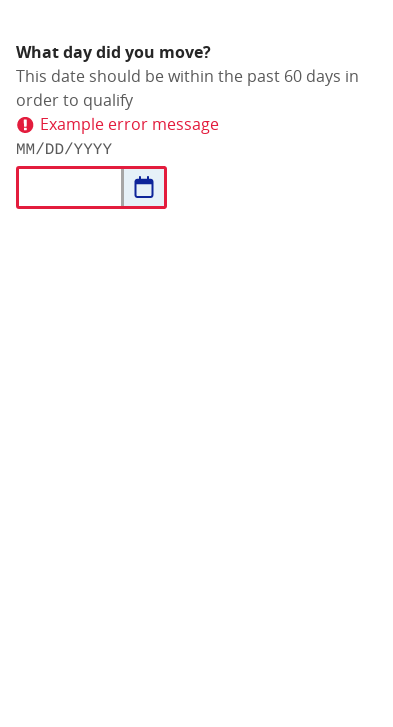 What day did you move?
This date should be within the past 60 days in
order to qualify
Example error message
MM/DD/YYYY